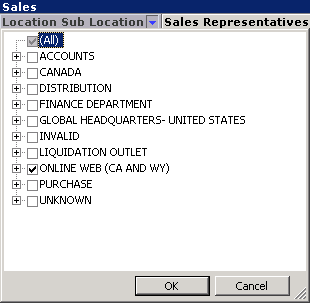 Sales
Location Sub Location Sales Representatives
(All)
ACCOUNTS
CANADA
DISTRIBUTION
FINANCE DEPARTMENT
GLOBAL HEADQUARTERS- UNITED STATES
INVALID
LIQUIDATION OUTLET
ONLINE WEB (CA AND WY)
PURCHASE
UNKNOWN
OK Cancel